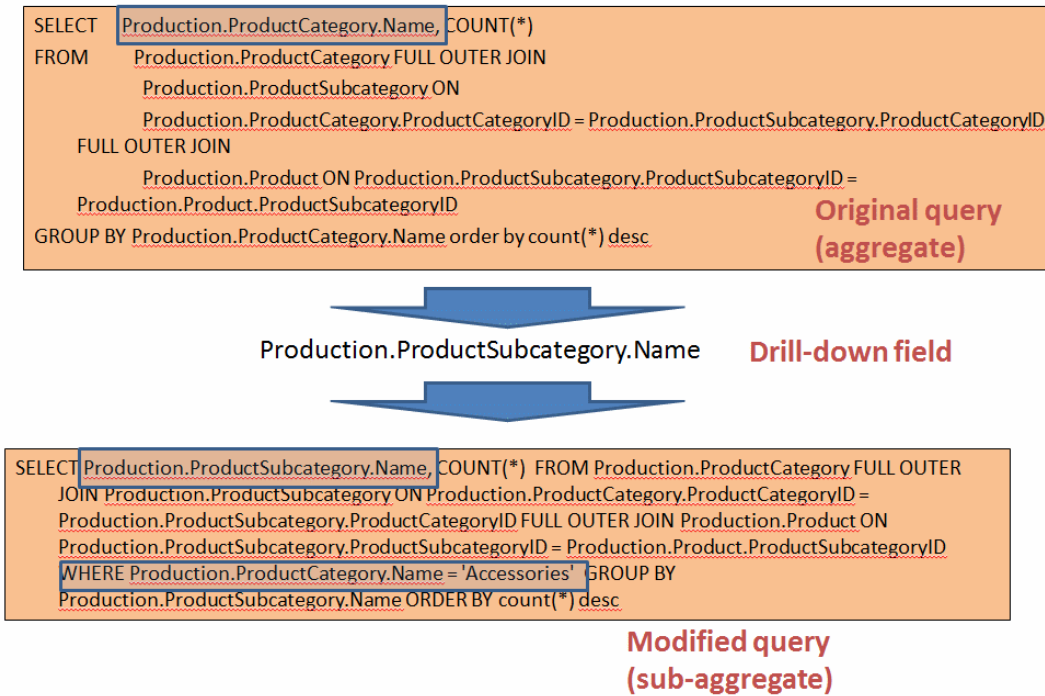 SELECT Production.ProductCategory.Name, COUNT(*)
FROM Production.ProductCategory FULL OUTER JOIN
Production.ProductSubcategory ON
Production.ProductCategory.ProductCategoryID = Production.ProductSubcategory.ProductCategoryID
FULL OUTER JOIN
Production.Product ON Production.ProductSubcategory.ProductSubcategoryID =
Production.Product.ProductSubcategoryID
GROUP BY Production.ProductCategory.Name order by count(*) desc
Original query
(aggregate)
Production.ProductSubcategory.Name
Drill-down field
SELECT Production.ProductSubcategory.Name, COUNT(*) FROM Production.ProductCategory FULL OUTER
JOIN Production.ProductSubcategory ON Production.ProductCategory.ProductCategoryID =
Production.ProductSubcategory.ProductCategoryID FULL OUTER JOIN Production.Product ON
Production.ProductSubcategory.ProductSubcategoryID = Production.Product.ProductSubcategoryID
WHERE Production.ProductCategory.Name = 'Accessories' GROUP BY
Production.ProductSubcategory.Name ORDER BY count(*) desc
Modified query
(sub-aggregate)